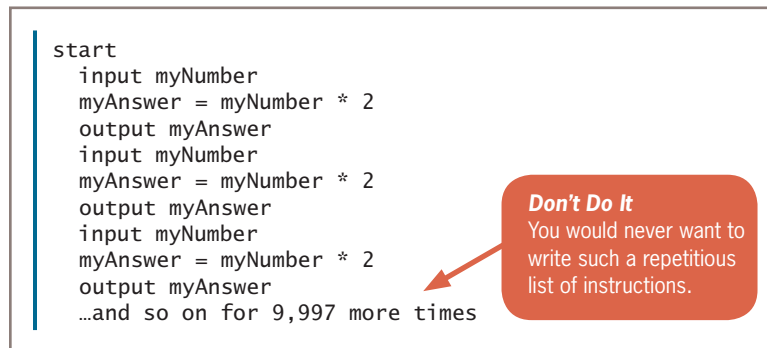 start
input myNumber
myAnswer = myNumber * 2
output myAnswer
input myNumber
myAnswer = myNumber * 2
output myAnswer
input myNumber
myAnswer = myNumber * 2
output myAnswer
…and so on for 9,997 more times
Don't Do It
You would never want to
write such a repetitious
list of instructions.